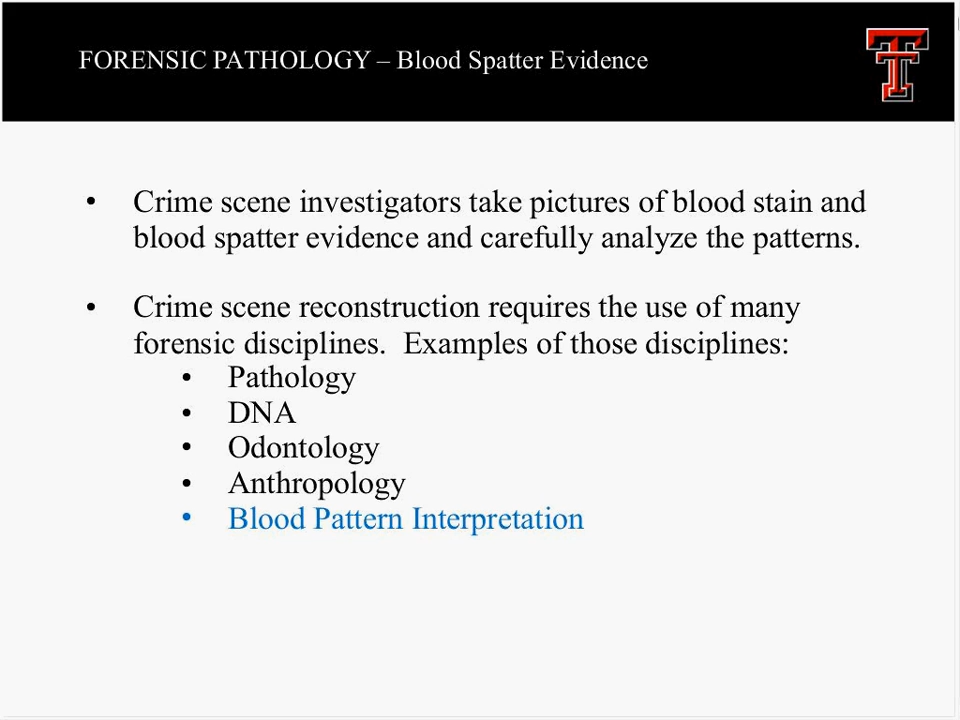 FORENSIC PATHOLOGY – Blood Spatter Evidence
• Crime scene investigators take pictures of blood stain and
blood spatter evidence and carefully analyze the patterns.
• Crime scene reconstruction requires the use of many
forensic disciplines.  Examples of those disciplines:
• Pathology
• DNA
• Odontology
• Anthropology
• Blood Pattern Interpretation